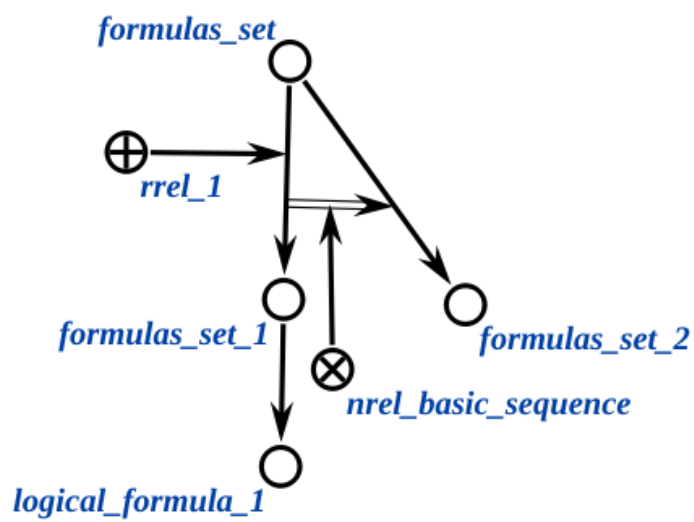 formulas_set
rrel_1
formulas_set_1
formulas_set_2
nrel_basic_sequence
logical_formula_1